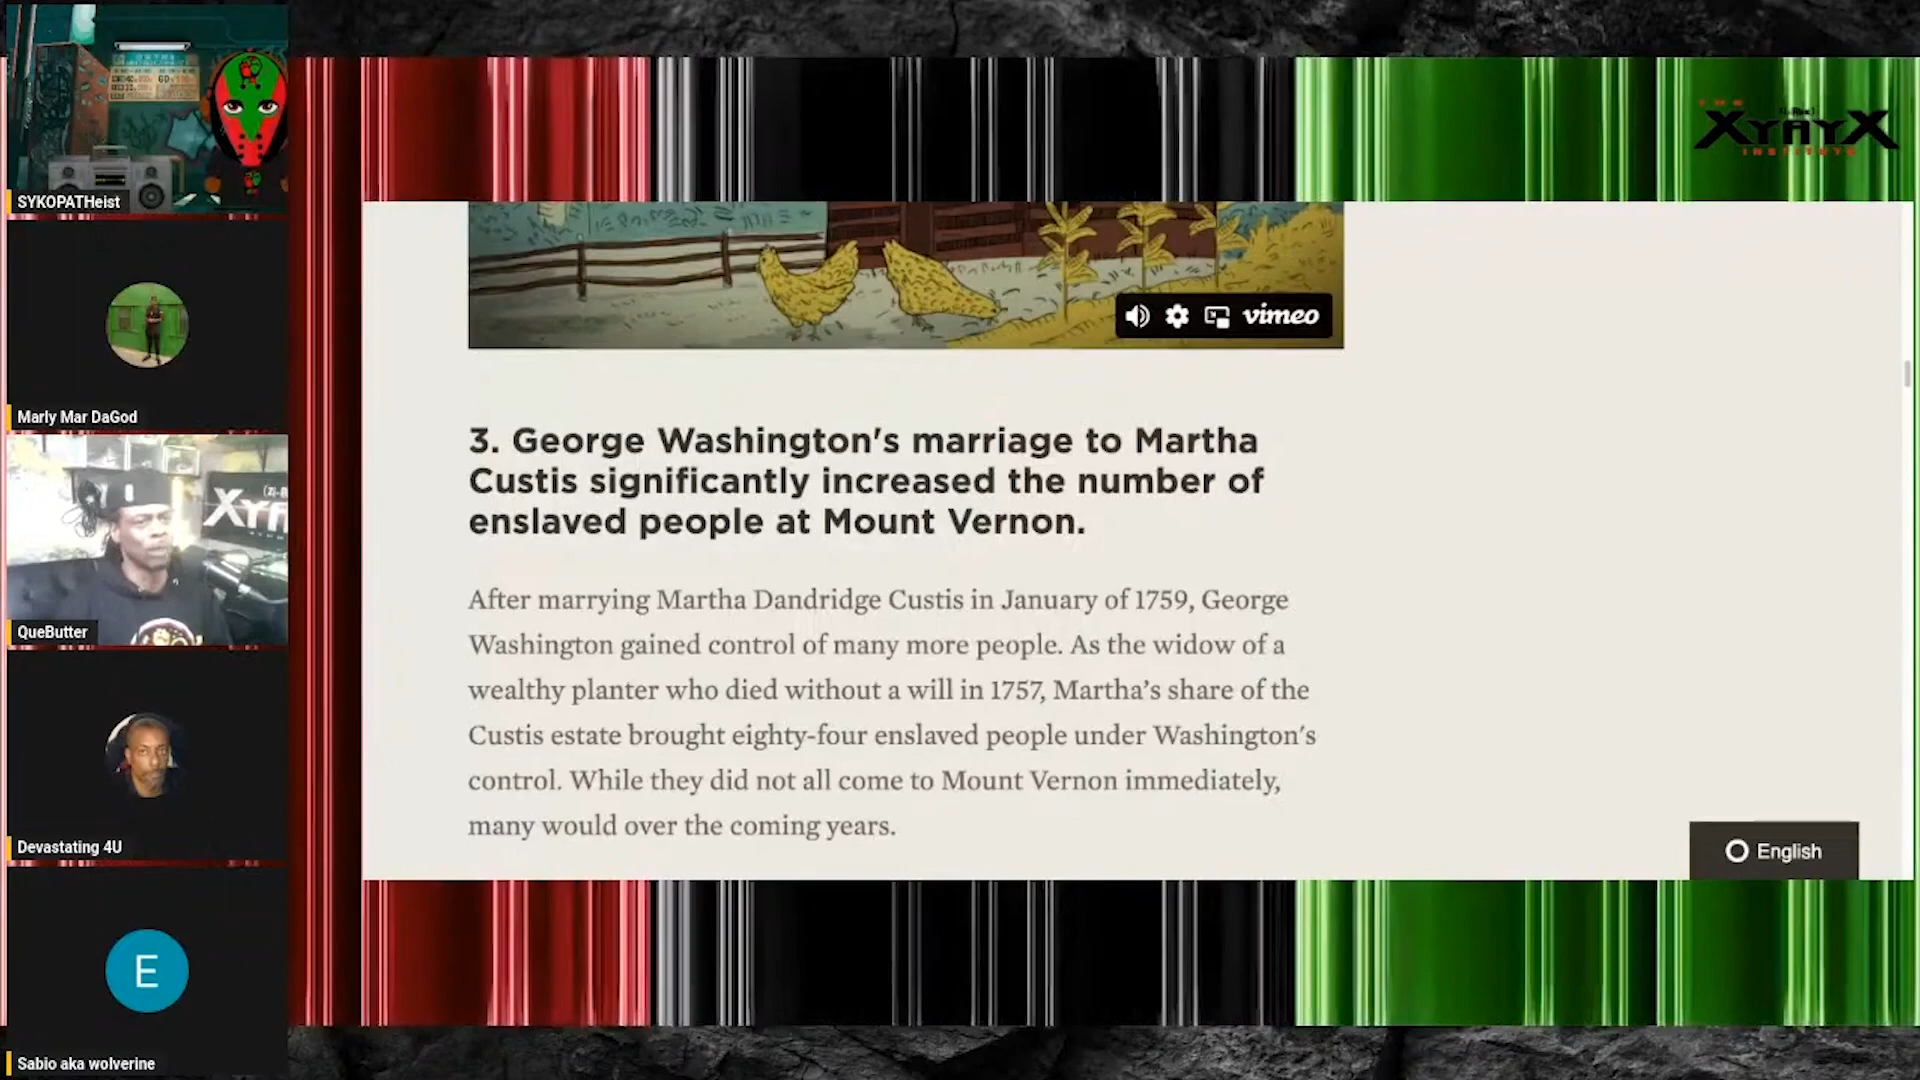 SYKOPATHeist
Marly Mar DaGod
QueButter
Devastating 4U
E
Sabio aka wolverine
XYAYX
vimeo
3. George Washington's marriage to Martha
Custis significantly increased the number of
enslaved people at Mount Vernon.
After marrying Martha Dandridge Custis in January of 1759, George
Washington gained control of many more people. As the widow of a
wealthy planter who died without a will in 1757, Martha’s share of the
Custis estate brought eighty-four enslaved people under Washington's
control. While they did not all come to Mount Vernon immediately,
many would over the coming years.
English